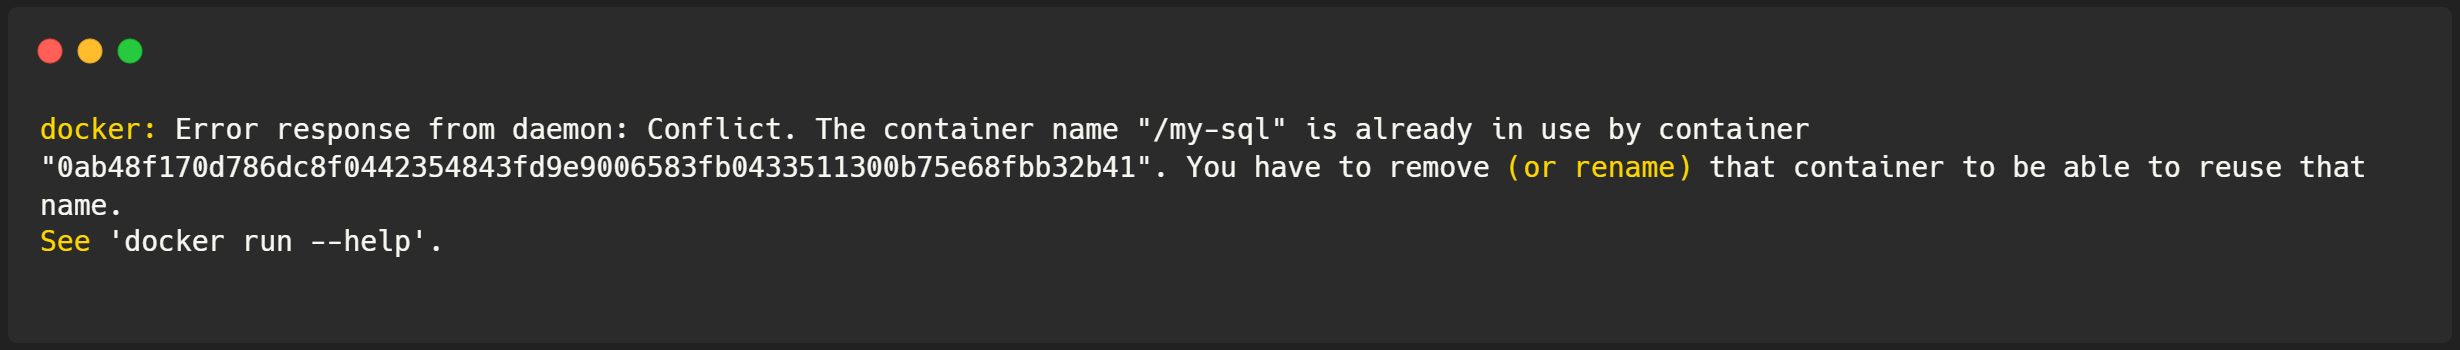 docker: Error response from daemon: Conflict. The container name "/my-sql" is already in use by container
"0ab48f170d786dc8f0442354843fd9e9006583fb0433511300b75e68fbb32b41". You have to remove (or rename) that container to be able to reuse that
name.
See 'docker run --help'.